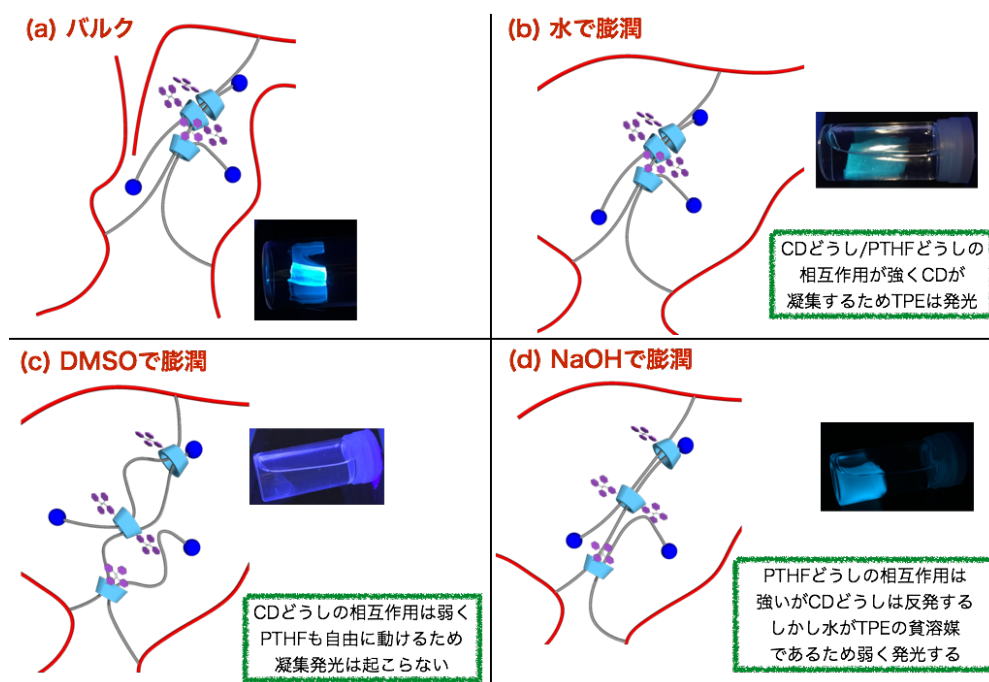 (a) バルク
(b) 水で膨潤
CDどうし/PTHFどうしの
相互作用が強くCDが
凝集するためTPEは発光
(c) DMSOで膨潤
CDどうしの相互作用は弱く
PTHFも自由に動けるため
凝集発光は起こらない
(d) NaOHで膨潤
PTHFどうしの相互作用は
強いがCDどうしは反発する
しかし水がTPEの貧溶媒
であるため弱く発光する